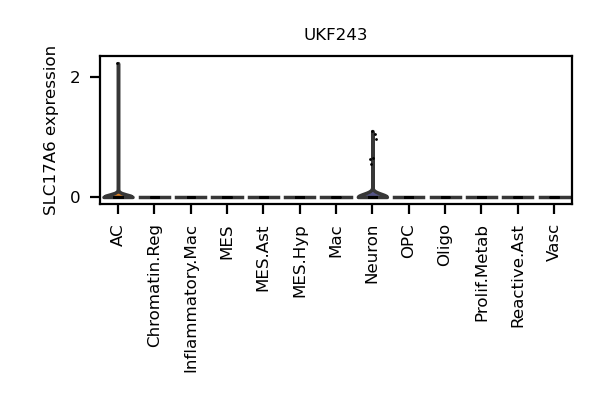 UKF243
SLC17A6 expression
2
0
AC
Chromatin.Reg
Inflammatory.Mac
MES
MES.Ast
MES.Hyp
Mac
Neuron
OPC
Oligo
Prolif.Metab
Reactive.Ast
Vasc